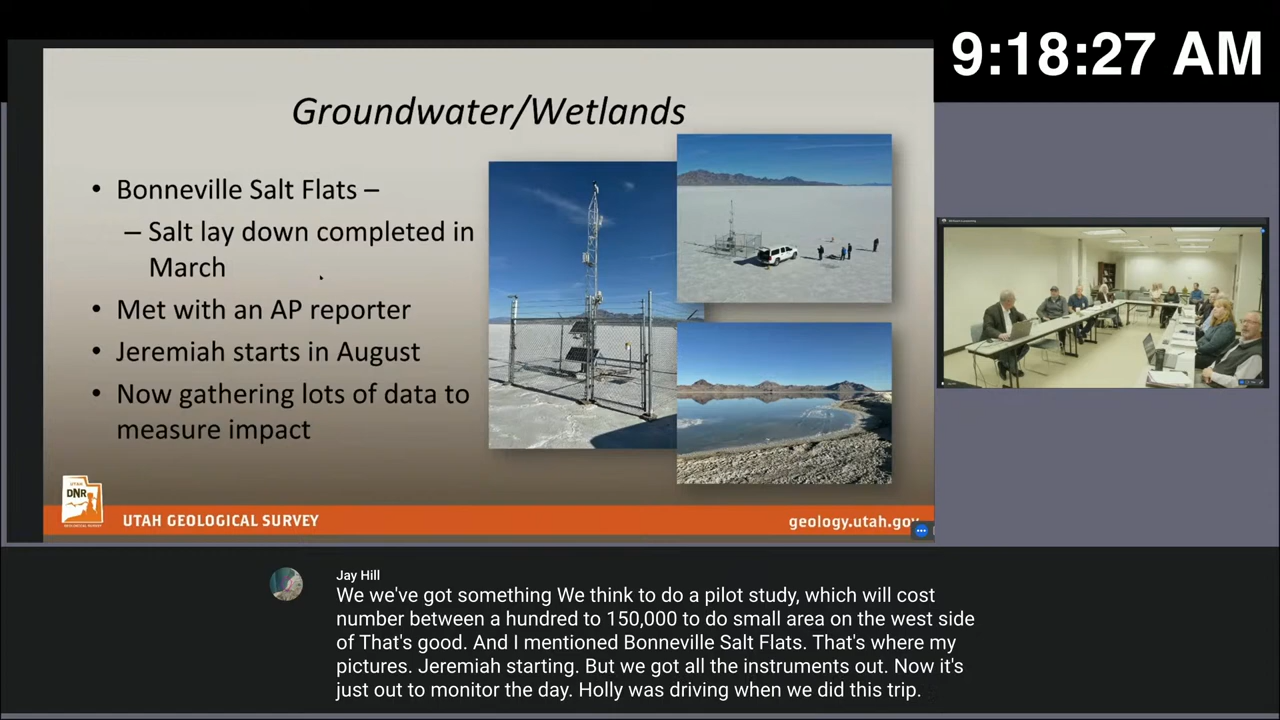 9:18:27 AM
Groundwater/Wetlands
• Bonneville Salt Flats –
– Salt lay down completed in
March
• Met with an AP reporter
• Jeremiah starts in August
• Now gathering lots of data to
measure impact
UTAH
DNR
UTAH GEOLOGICAL SURVEY
geology.utah.gov
Jay Hill
We we've got something We think to do a pilot study, which will cost
number between a hundred to 150,000 to do small area on the west side
of That's good. And I mentioned Bonneville Salt Flats. That's where my
pictures. Jeremiah starting. But we got all the instruments out. Now it's
just out to monitor the day. Holly was driving when we did this trip.